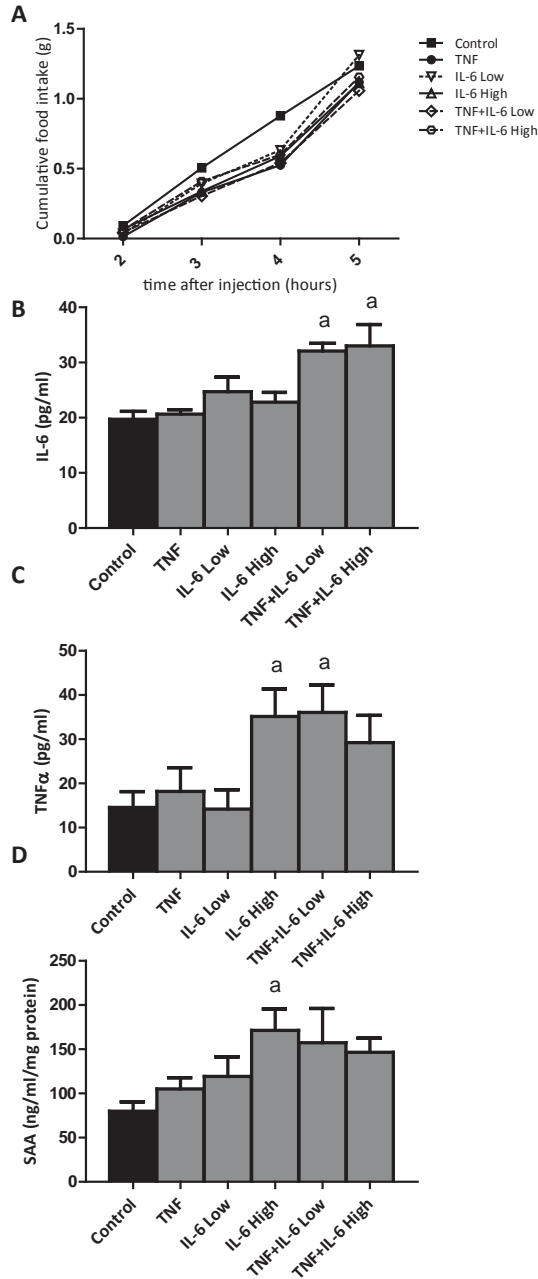 A
Cumulative food intake (g)
1.5
1.0
0.5
0.0
2
3
4
5
time after injection (hours)
Control
TNF
IL-6 Low
IL-6 High
TNF+IL-6 Low
TNF+IL-6 High
B
IL-6 (pg/ml)
40
30
20
10
0
a
a
Control
TNF
IL-6 Low
IL-6 High
TNF+IL-6 Low
TNF+IL-6 High
C
TNFα (pg/ml)
50
40
30
20
10
0
a
a
Control
TNF
IL-6 Low
IL-6 High
TNF+IL-6 Low
TNF+IL-6 High
D
SAA (ng/ml/mg protein)
250
200
150
100
50
0
a
Control
TNF
IL-6 Low
IL-6 High
TNF+IL-6 Low
TNF+IL-6 High